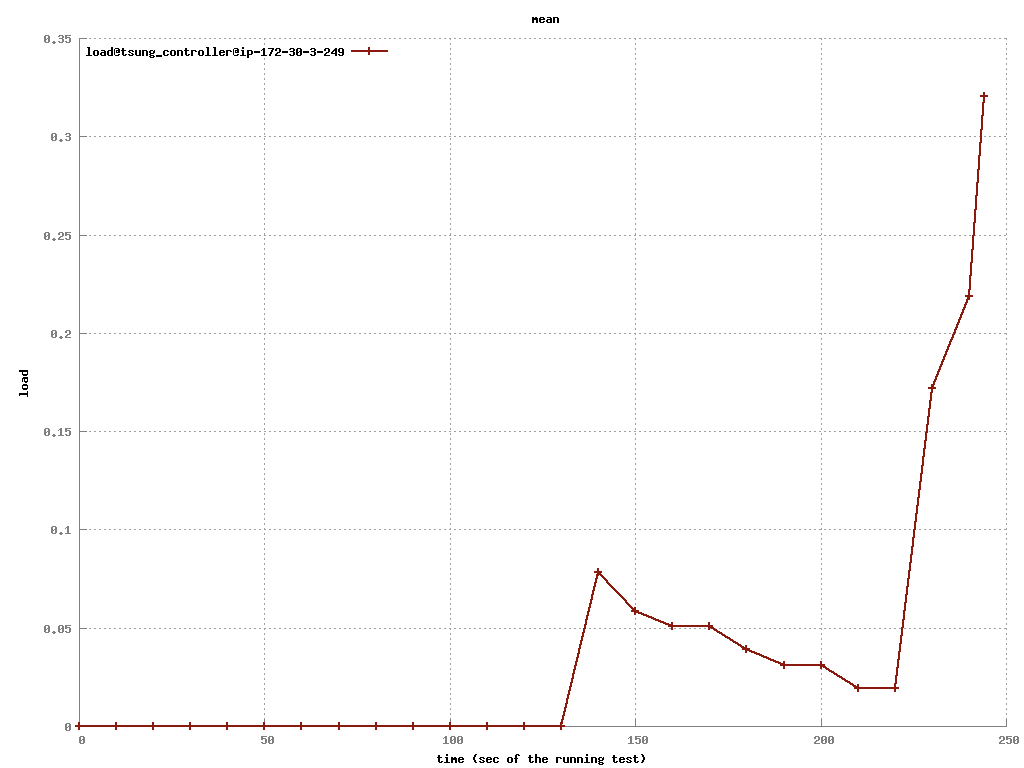 mean
0.35
load@tsung_controller@ip-172-30-3-249
0.3
0.25
0.2
load
0.15
0.1
0.05
0
0 50 100 150 200 250
time (sec of the running test)